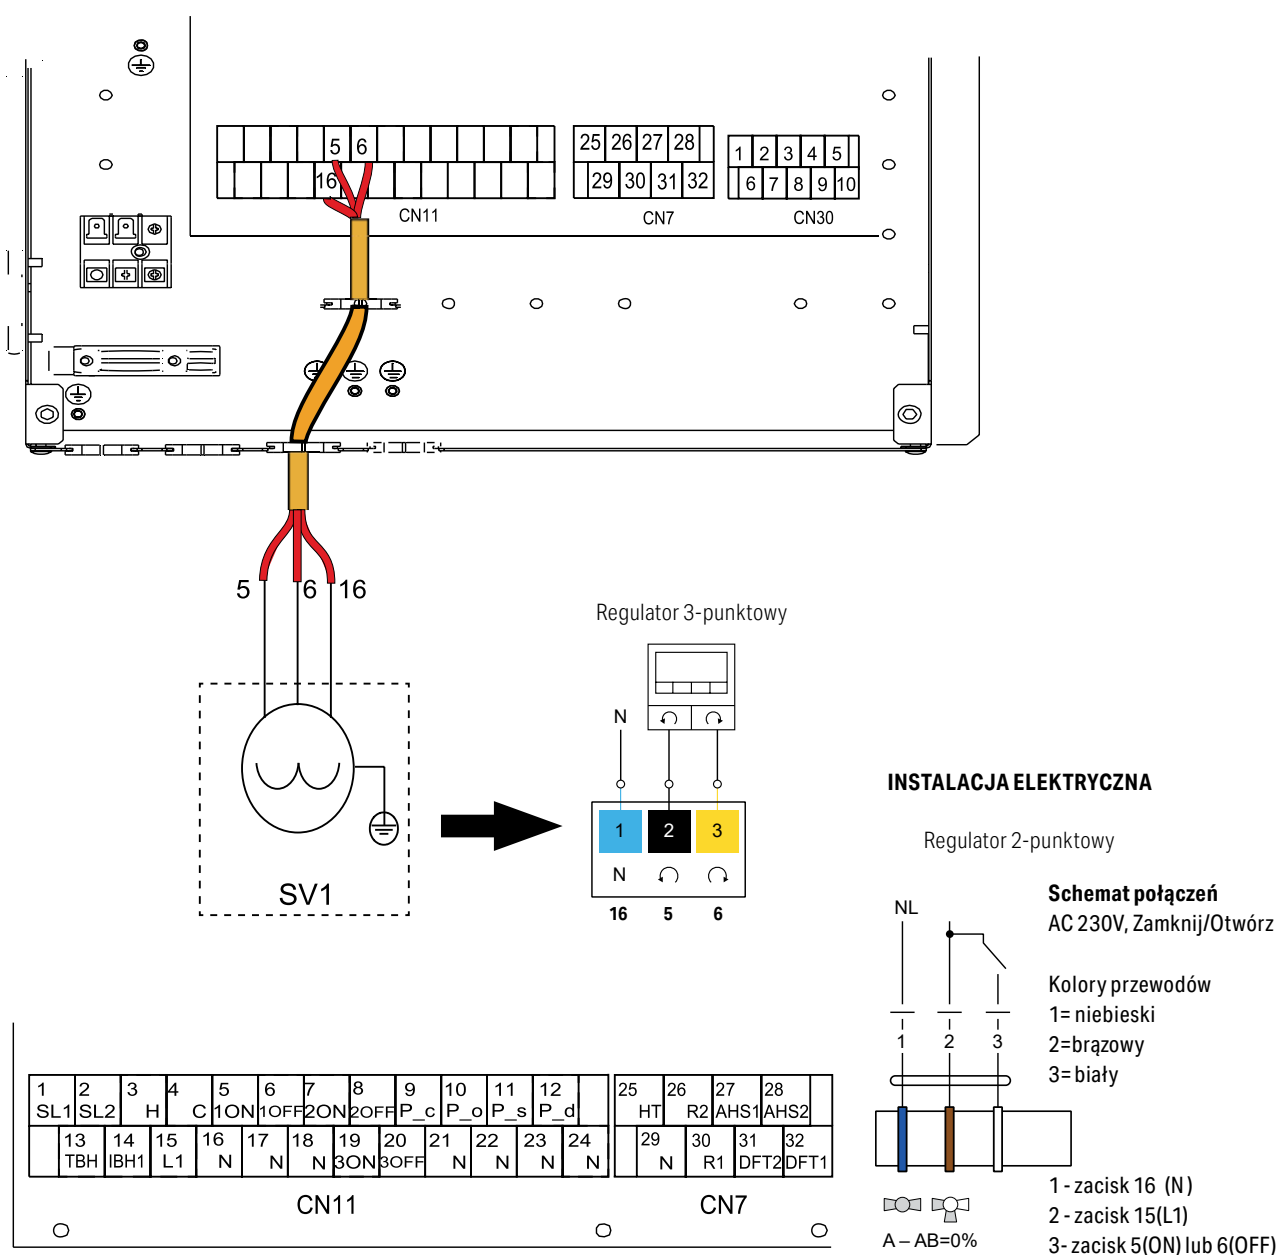 5 6
16
CN11
25 26 27 28
29 30 31 32
CN7
1 2 3 4 5
6 7 8 9 10
CN30
5 6 16
SV1
Regulator 3-punktowy
N
1 2 3
N
16 5 6
INSTALACJA ELEKTRYCZNA
Regulator 2-punktowy
NL
Schemat połączeń
AC 230V, Zamknij/Otwórz
Kolory przewodów
1= niebieski
2=brązowy
3= biały
1 2 3
1 - zacisk 16 (N)
2 - zacisk 15(L1)
3- zacisk 5(ON) lub 6(OFF)
A – AB=0%
1 2 3 4 5 6 7 8 9 10 11 12
SL1 SL2 H C 1ON 1OFF 2ON 2OFF P_c P_o P_s P_d
13 14 15 16 17 18 19 20 21 22 23 24
TBH IBH1 L1 N N N 3ON 3OFF N N N N
CN11
25 26 27 28
HT R2 AHS1 AHS2
29 30 31 32
N R1 DFT2 DFT1
CN7